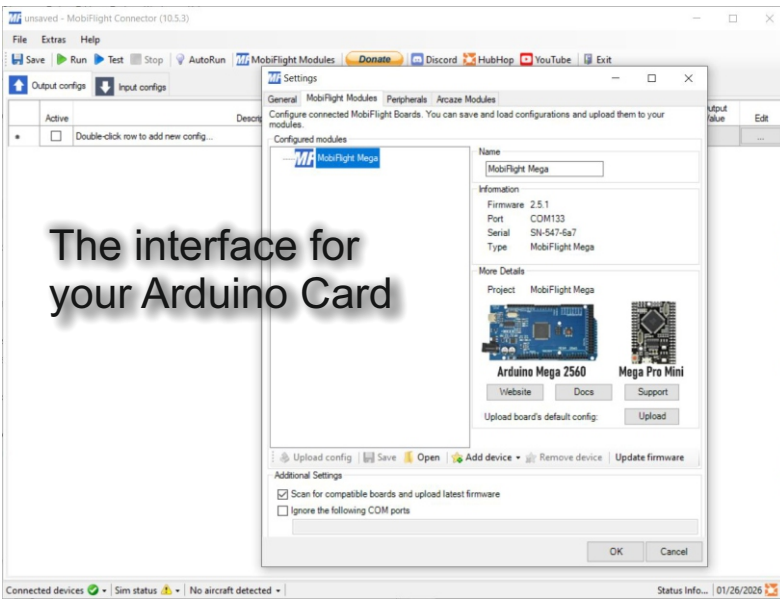 MF unsaved - MobiFlight Connector (10.5.3)
File Extras Help
Save Run Test Stop AutoRun MF MobiFlight Modules Donate Discord HubHop YouTube Exit
Output configs Input configs
Active
Edit
Double-click row to add new config...
...
MF Settings
General MobiFlight Modules Peripherals Arcaze Modules
Configure connected MobiFlight Boards. You can save and load configurations and upload them to your
modules.
Configured modules
MF MobiFlight Mega
Name
MobiFlight Mega
Information
Firmware 2.5.1
Port COM133
Serial SN-547-6a7
Type MobiFlight Mega
More Details
Project MobiFlight Mega
Arduino Mega 2560 Mega Pro Mini
Website Docs Support
Upload board's default config: Upload
The interface for
your Arduino Card
Upload config Save Open Add device Remove device Update firmware
Additional Settings
Scan for compatible boards and upload latest firmware
Ignore the following COM ports
OK Cancel
Connected devices Sim status No aircraft detected Status Info... 01/26/2026